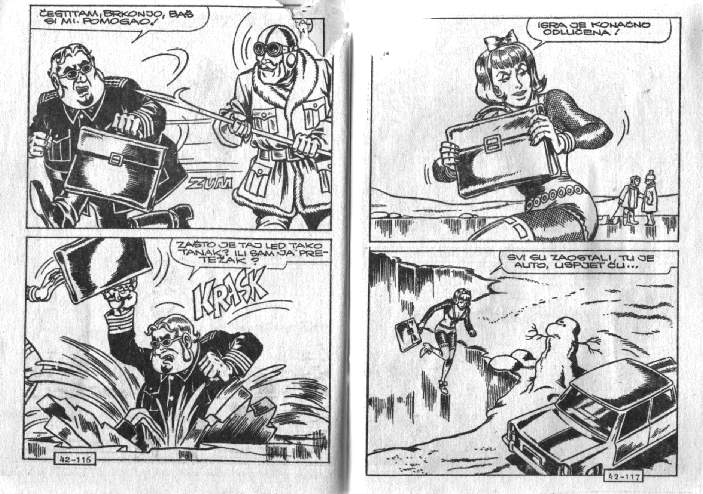 ČESTITAM, BRKONJO, BAŠ
SI MI POMOGAO!
ZUM
ZAŠTO JE TAJ LED TAKO
TANAK? ILI SAM JA PRE-
TEŽAK?
KRASK
42-116
IGRA JE KONAČNO
ODLUČENA!
SVI SU ZAOSTALI, TU JE
AUTO, USPJET ĆU...
42-117